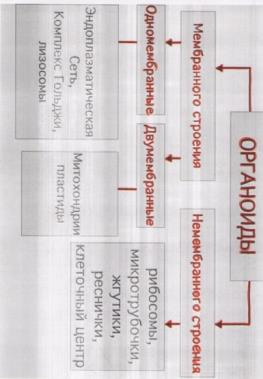 ОРГАНОИДЫ
Мембранного строения
Немембранного строения
Одномембранные
Двумембранные
Эндоплазматическая
Сеть,
Комплекс Гольджи,
лизосомы
Митохондрии
пластиды
рибосомы,
микротрубочки,
жгутики,
реснички,
клеточный центр